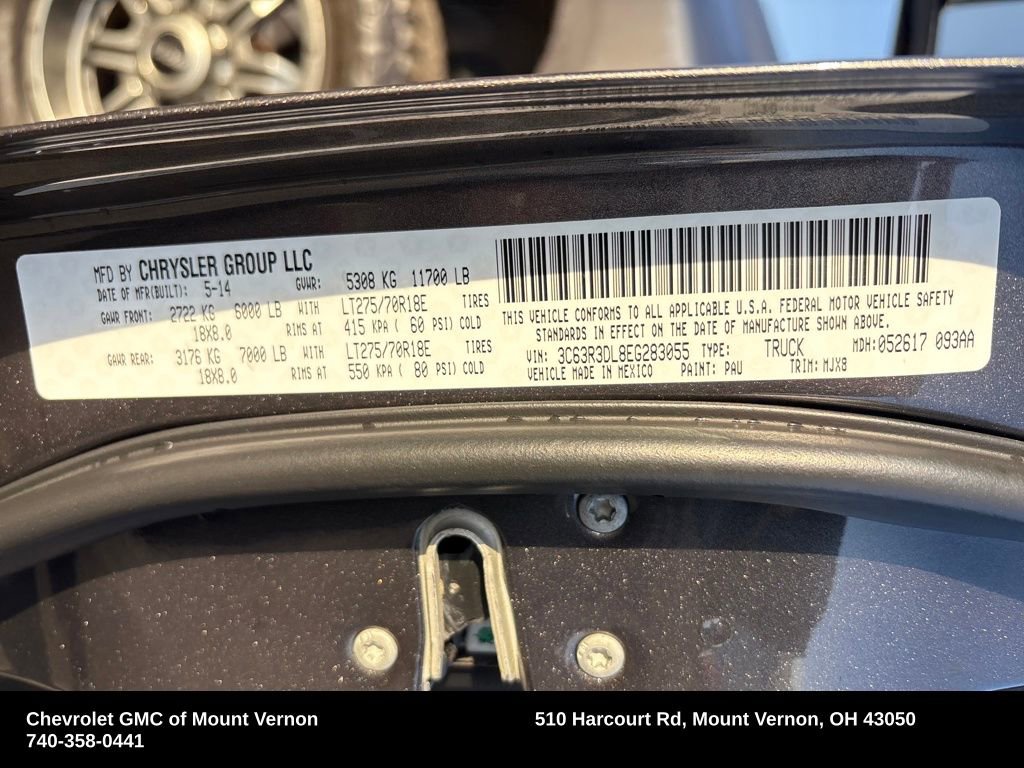 MFD BY CHRYSLER GROUP LLC
DATE OF MFR(BUILT): 5-14 GVWR: 5308 KG 11700 LB
GAWR FRONT: 2722 KG 6000 LB WITH LT275/70R18E TIRES
18X8.0 RIMS AT 415 KPA ( 60 PSI) COLD
GAWR REAR: 3176 KG 7000 LB WITH LT275/70R18E TIRES
18X8.0 RIMS AT 550 KPA ( 80 PSI) COLD
THIS VEHICLE CONFORMS TO ALL APPLICABLE U.S.A. FEDERAL MOTOR VEHICLE SAFETY
STANDARDS IN EFFECT ON THE DATE OF MANUFACTURE SHOWN ABOVE.
VIN: 3C63R3DL8EG283055 TYPE: TRUCK MDH: 052617 093AA
VEHICLE MADE IN MEXICO PAINT: PAU TRIM: MJX8
Chevrolet GMC of Mount Vernon
740-358-0441
510 Harcourt Rd, Mount Vernon, OH 43050